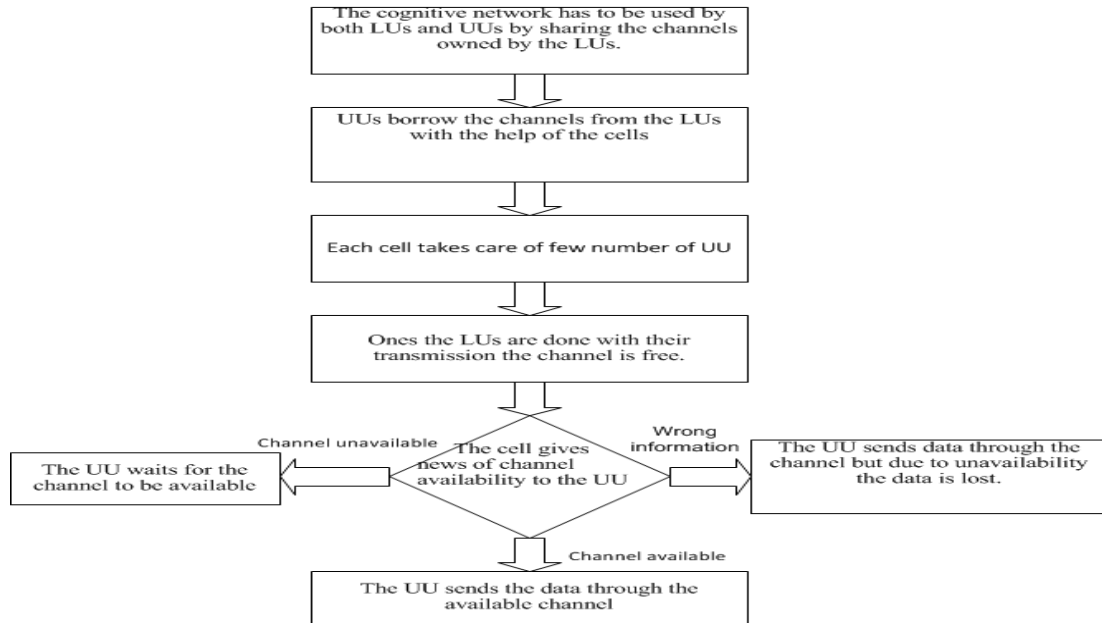 The cognitive network has to be used by
both LUs and UUs by sharing the channels
owned by the LUs.
UUs borrow the channels from the LUs
with the help of the cells
Each cell takes care of few number of UU
Ones the LUs are done with their
transmission the channel is free.
Channel unavailable
The cell gives
news of channel
availability to the UU
Wrong
information
The UU waits for the
channel to be available
The UU sends data through the
channel but due to unavailability
the data is lost.
Channel available
The UU sends the data through the
available channel